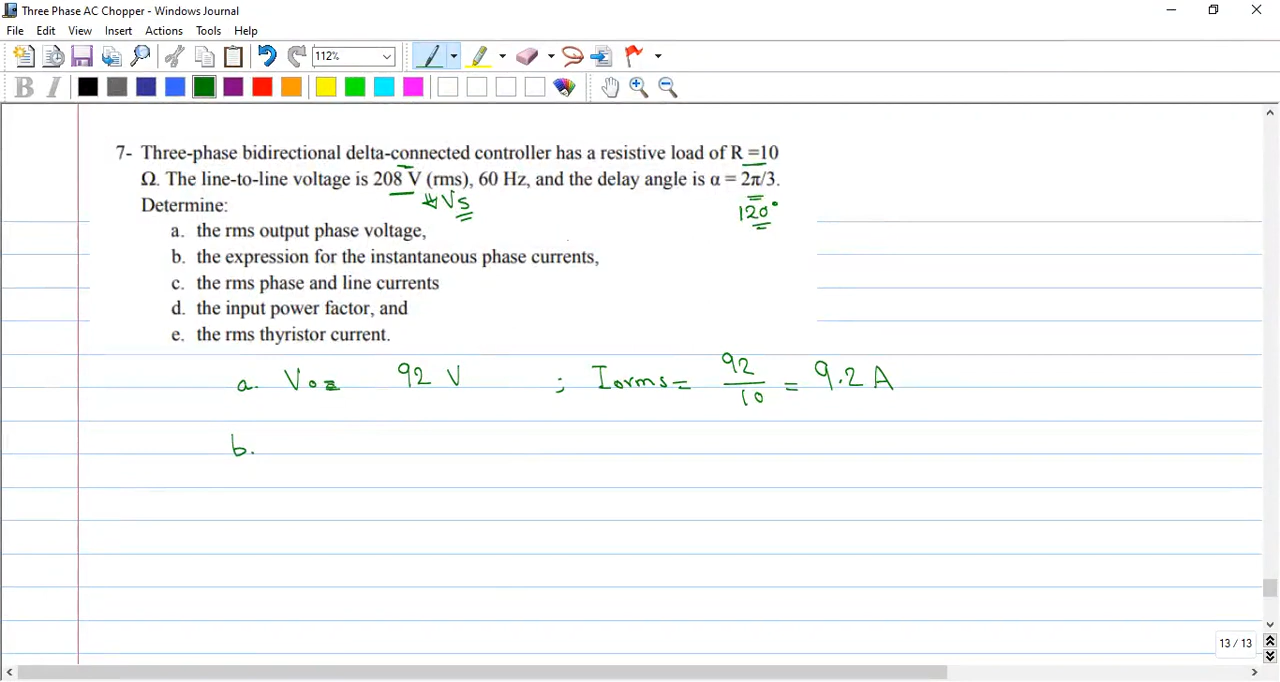 Three Phase AC Chopper - Windows Journal
File Edit View Insert Actions Tools Help
112%
B I
7- Three-phase bidirectional delta-connected controller has a resistive load of R =10
Ω. The line-to-line voltage is 208 V (rms), 60 Hz, and the delay angle is α = 2π/3.
Vs
120°
Determine:
a. the rms output phase voltage,
b. the expression for the instantaneous phase currents,
c. the rms phase and line currents
d. the input power factor, and
e. the rms thyristor current.
a. Vo= 92 V ; Iorms = 92/10 = 9.2 A
b.
13 / 13